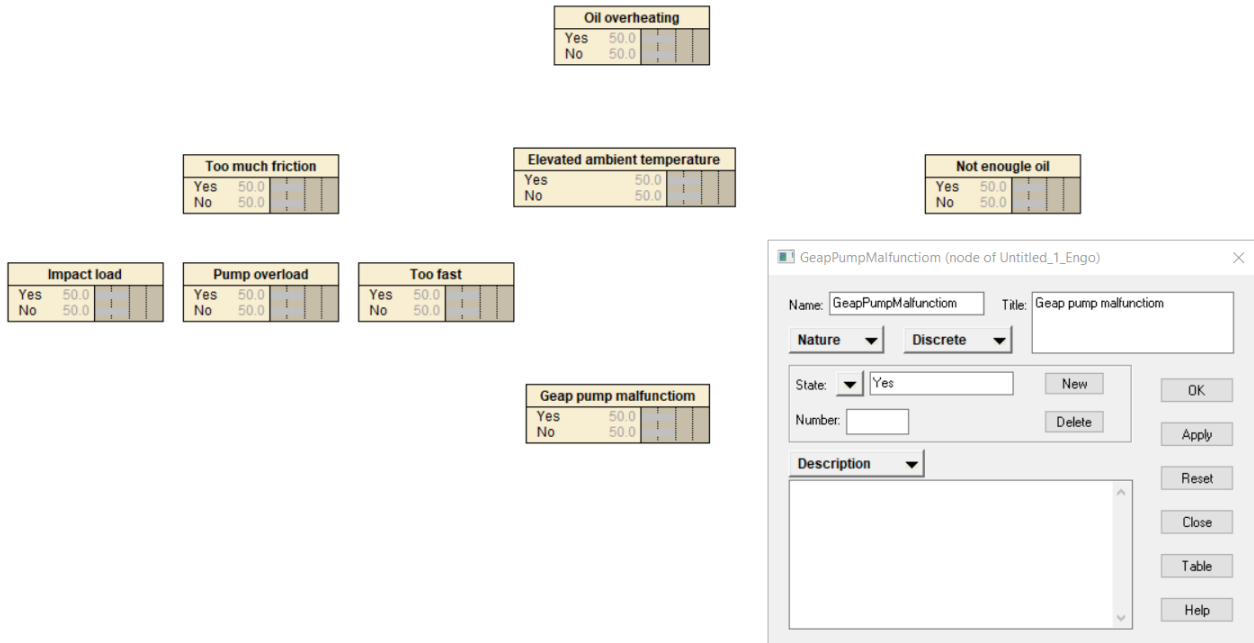 Oil overheating
Yes 50.0
No 50.0
Too much friction
Yes 50.0
No 50.0
Elevated ambient temperature
Yes 50.0
No 50.0
Not enougle oil
Yes 50.0
No 50.0
Impact load
Yes 50.0
No 50.0
Pump overload
Yes 50.0
No 50.0
Too fast
Yes 50.0
No 50.0
Geap pump malfunctiom
Yes 50.0
No 50.0
GeapPumpMalfunctiom (node of Untitled_1_Engo)
Name: GeapPumpMalfunctiom Title: Geap pump malfunctiom
Nature Discrete
State: Yes New
Number: Delete
Description
OK
Apply
Reset
Close
Table
Help